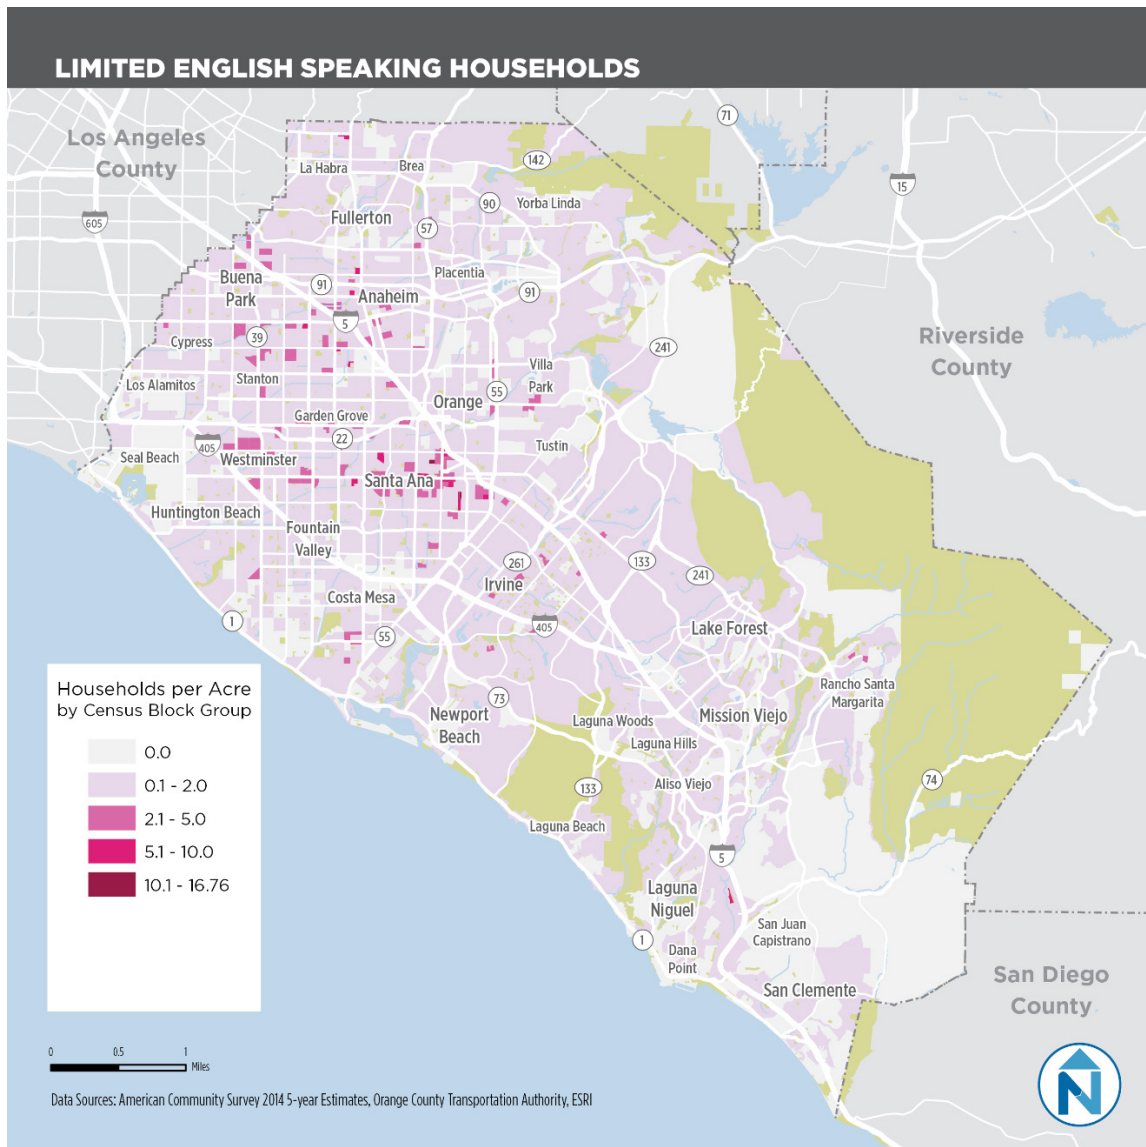 LIMITED ENGLISH SPEAKING HOUSEHOLDS
Los Angeles
County
71
142
15
La Habra
Brea
605
90
Yorba Linda
Fullerton
57
Placentia
Buena
Park
91
Anaheim
91
5
Riverside
County
Cypress
39
241
Villa
Park
Los Alamitos
Stanton
55
Orange
Garden Grove
22
405
Tustin
Seal Beach
Westminster
Santa Ana
Huntington Beach
Fountain
Valley
261
133
241
Irvine
Costa Mesa
1
405
55
Lake Forest
Households per Acre
by Census Block Group
0.0
0.1 - 2.0
2.1 - 5.0
5.1 - 10.0
10.1 - 16.76
Rancho Santa
Margarita
73
Newport
Beach
Laguna Woods
Mission Viejo
Laguna Hills
133
Aliso Viejo
74
Laguna Beach
5
Laguna
Niguel
San Juan
Capistrano
1
Dana
Point
San Clemente
San Diego
County
0 0.5 1
Miles
Data Sources: American Community Survey 2014 5-year Estimates, Orange County Transportation Authority, ESRI
N